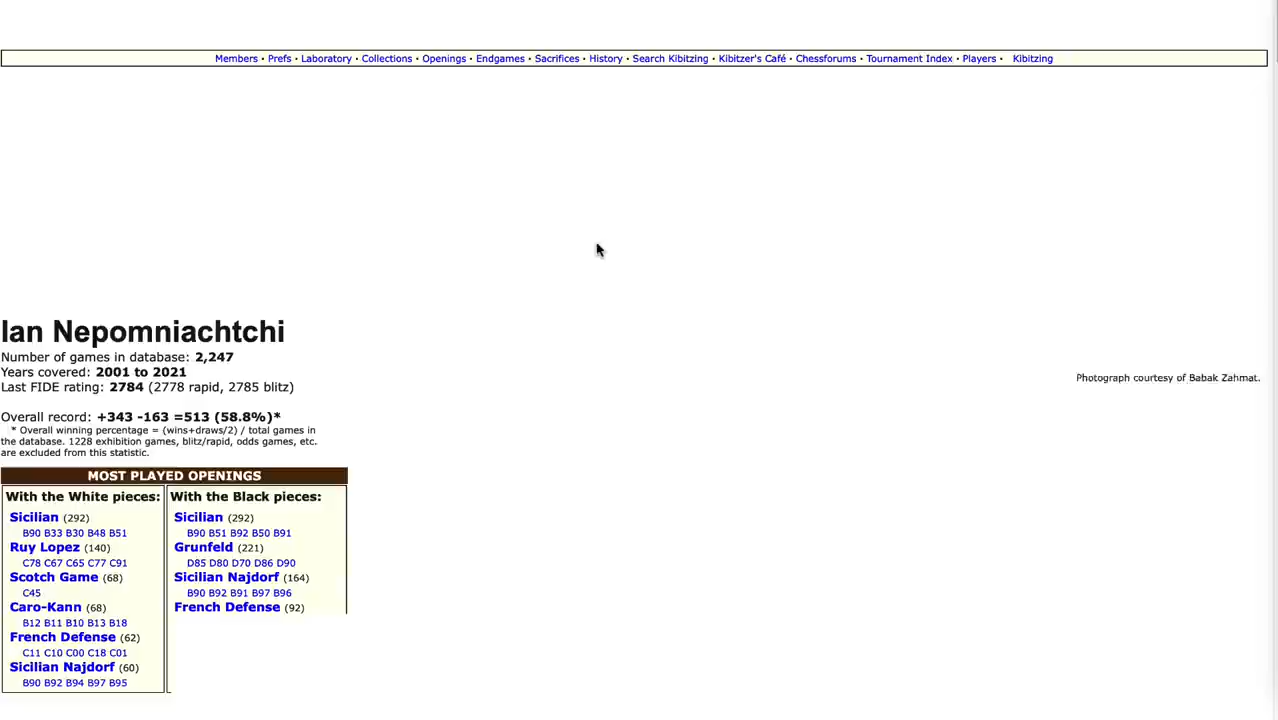 Members · Prefs · Laboratory · Collections · Openings · Endgames · Sacrifices · History · Search Kibitzing · Kibitzer's Café · Chessforums · Tournament Index · Players · Kibitzing
Ian Nepomniachtchi
Number of games in database: 2,247
Years covered: 2001 to 2021
Last FIDE rating: 2784 (2778 rapid, 2785 blitz)
Photograph courtesy of Babak Zahmat.
Overall record: +343 -163 =513 (58.8%)*
* Overall winning percentage = (wins+draws/2) / total games in
the database. 1228 exhibition games, blitz/rapid, odds games, etc.
are excluded from this statistic.
MOST PLAYED OPENINGS
With the White pieces:
Sicilian (292)
B90 B33 B30 B48 B51
Ruy Lopez (140)
C78 C67 C65 C77 C91
Scotch Game (68)
C45
Caro-Kann (68)
B12 B11 B10 B13 B18
French Defense (62)
C11 C10 C00 C18 C01
Sicilian Najdorf (60)
B90 B92 B94 B97 B95
With the Black pieces:
Sicilian (292)
B90 B51 B92 B50 B91
Grunfeld (221)
D85 D80 D70 D86 D90
Sicilian Najdorf (164)
B90 B92 B91 B97 B96
French Defense (92)